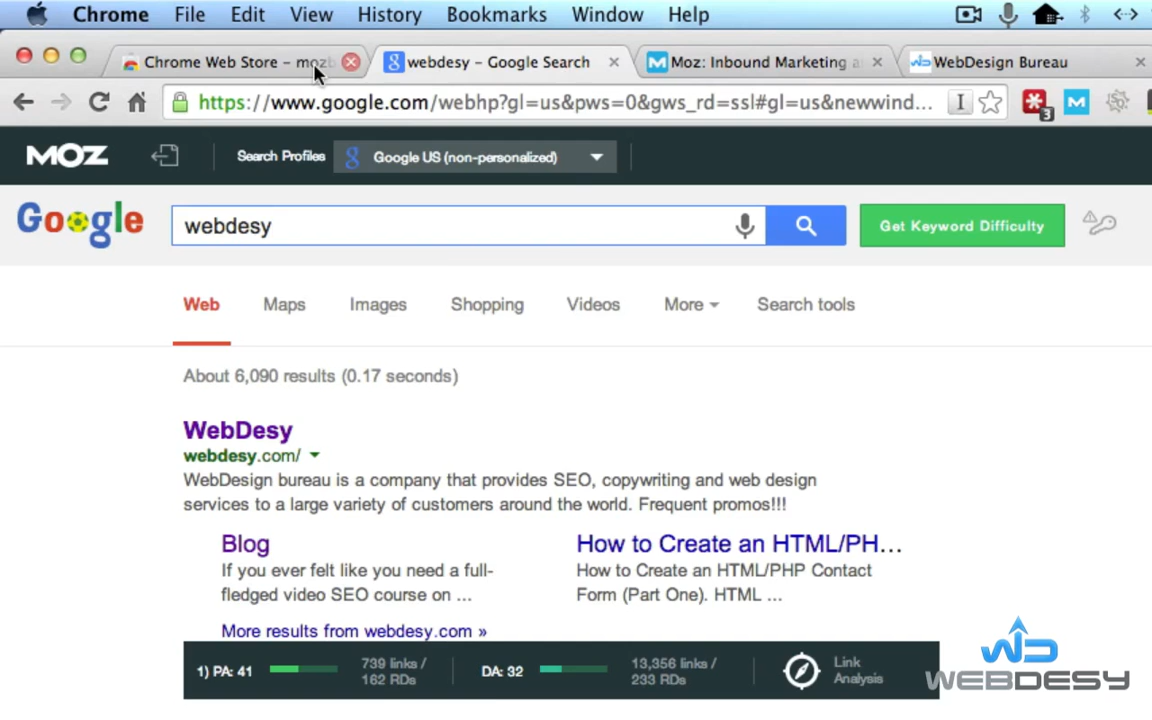 Chrome File Edit View History Bookmarks Window Help
Chrome Web Store – mozb
webdesy – Google Search
Moz: Inbound Marketing a
WebDesign Bureau
https://www.google.com/webhp?gl=us&pws=0&gws_rd=ssl#gl=us&newwind...
3
M
MOZ
Search Profiles
Google US (non-personalized)
Google
webdesy
Get Keyword Difficulty
Web Maps Images Shopping Videos More Search tools
About 6,090 results (0.17 seconds)
WebDesy
webdesy.com/
WebDesign bureau is a company that provides SEO, copywriting and web design
services to a large variety of customers around the world. Frequent promos!!!
Blog
If you ever felt like you need a full-
fledged video SEO course on ...
How to Create an HTML/PH...
How to Create an HTML/PHP Contact
Form (Part One). HTML ...
More results from webdesy.com »
1) PA: 41
739 links /
162 RDs
DA: 32
13,356 links /
233 RDs
Link
Analysis
WEBDESY